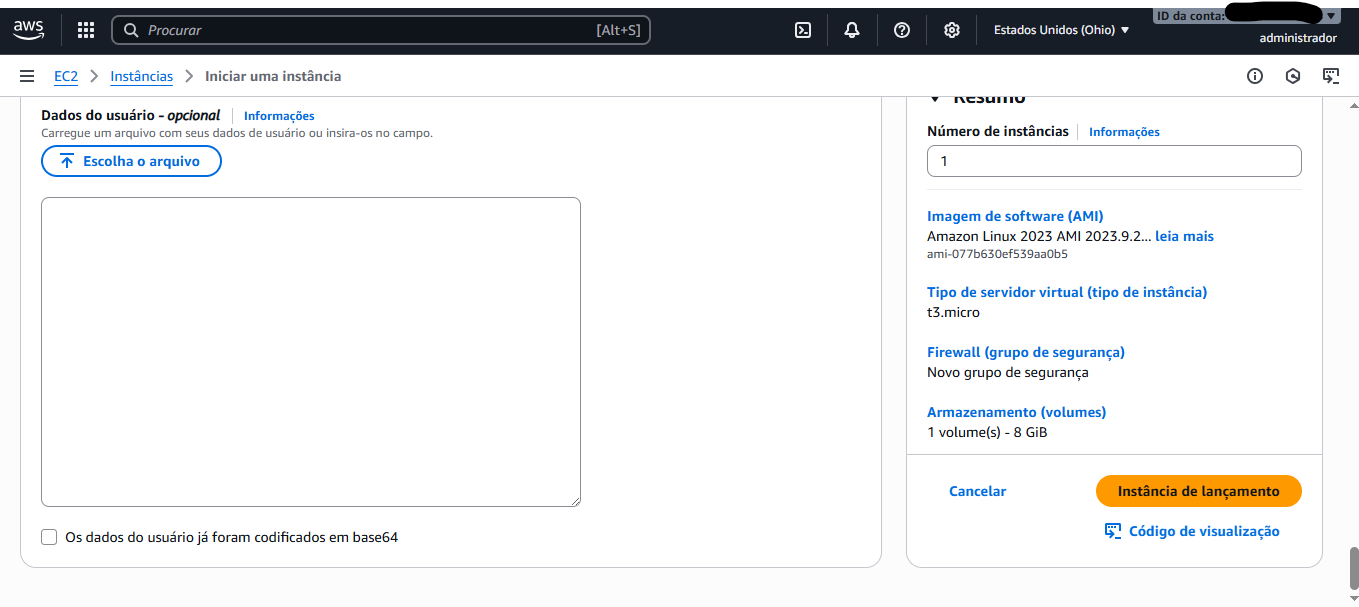 aws
Procurar
[Alt+S]
Estados Unidos (Ohio)
ID da conta:
administrador
EC2
Instâncias
Iniciar uma instância
Dados do usuário - opcional
Informações
Carregue um arquivo com seus dados de usuário ou insira-os no campo.
Escolha o arquivo
Os dados do usuário já foram codificados em base64
Resumo
Número de instâncias
Informações
1
Imagem de software (AMI)
Amazon Linux 2023 AMI 2023.9.2... leia mais
ami-077b630ef539aa0b5
Tipo de servidor virtual (tipo de instância)
t3.micro
Firewall (grupo de segurança)
Novo grupo de segurança
Armazenamento (volumes)
1 volume(s) - 8 GiB
Cancelar
Instância de lançamento
Código de visualização